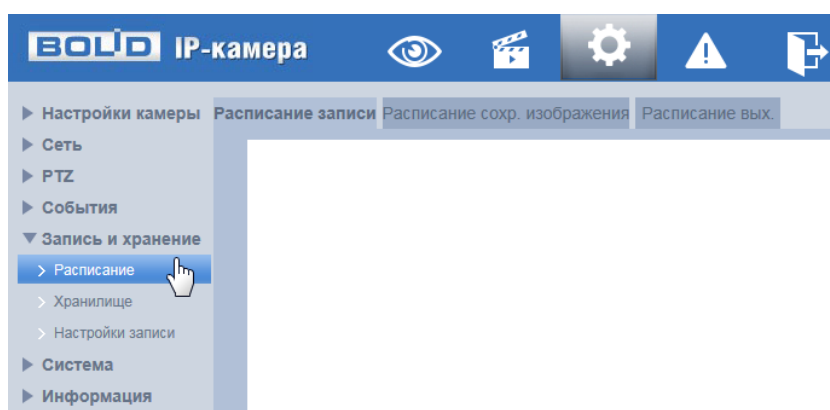 BOLID IP-камера
Настройки камеры
Расписание записи Расписание сохр. изображения Расписание вых.
Сеть
PTZ
События
Запись и хранение
Расписание
Хранилище
Настройки записи
Система
Информация